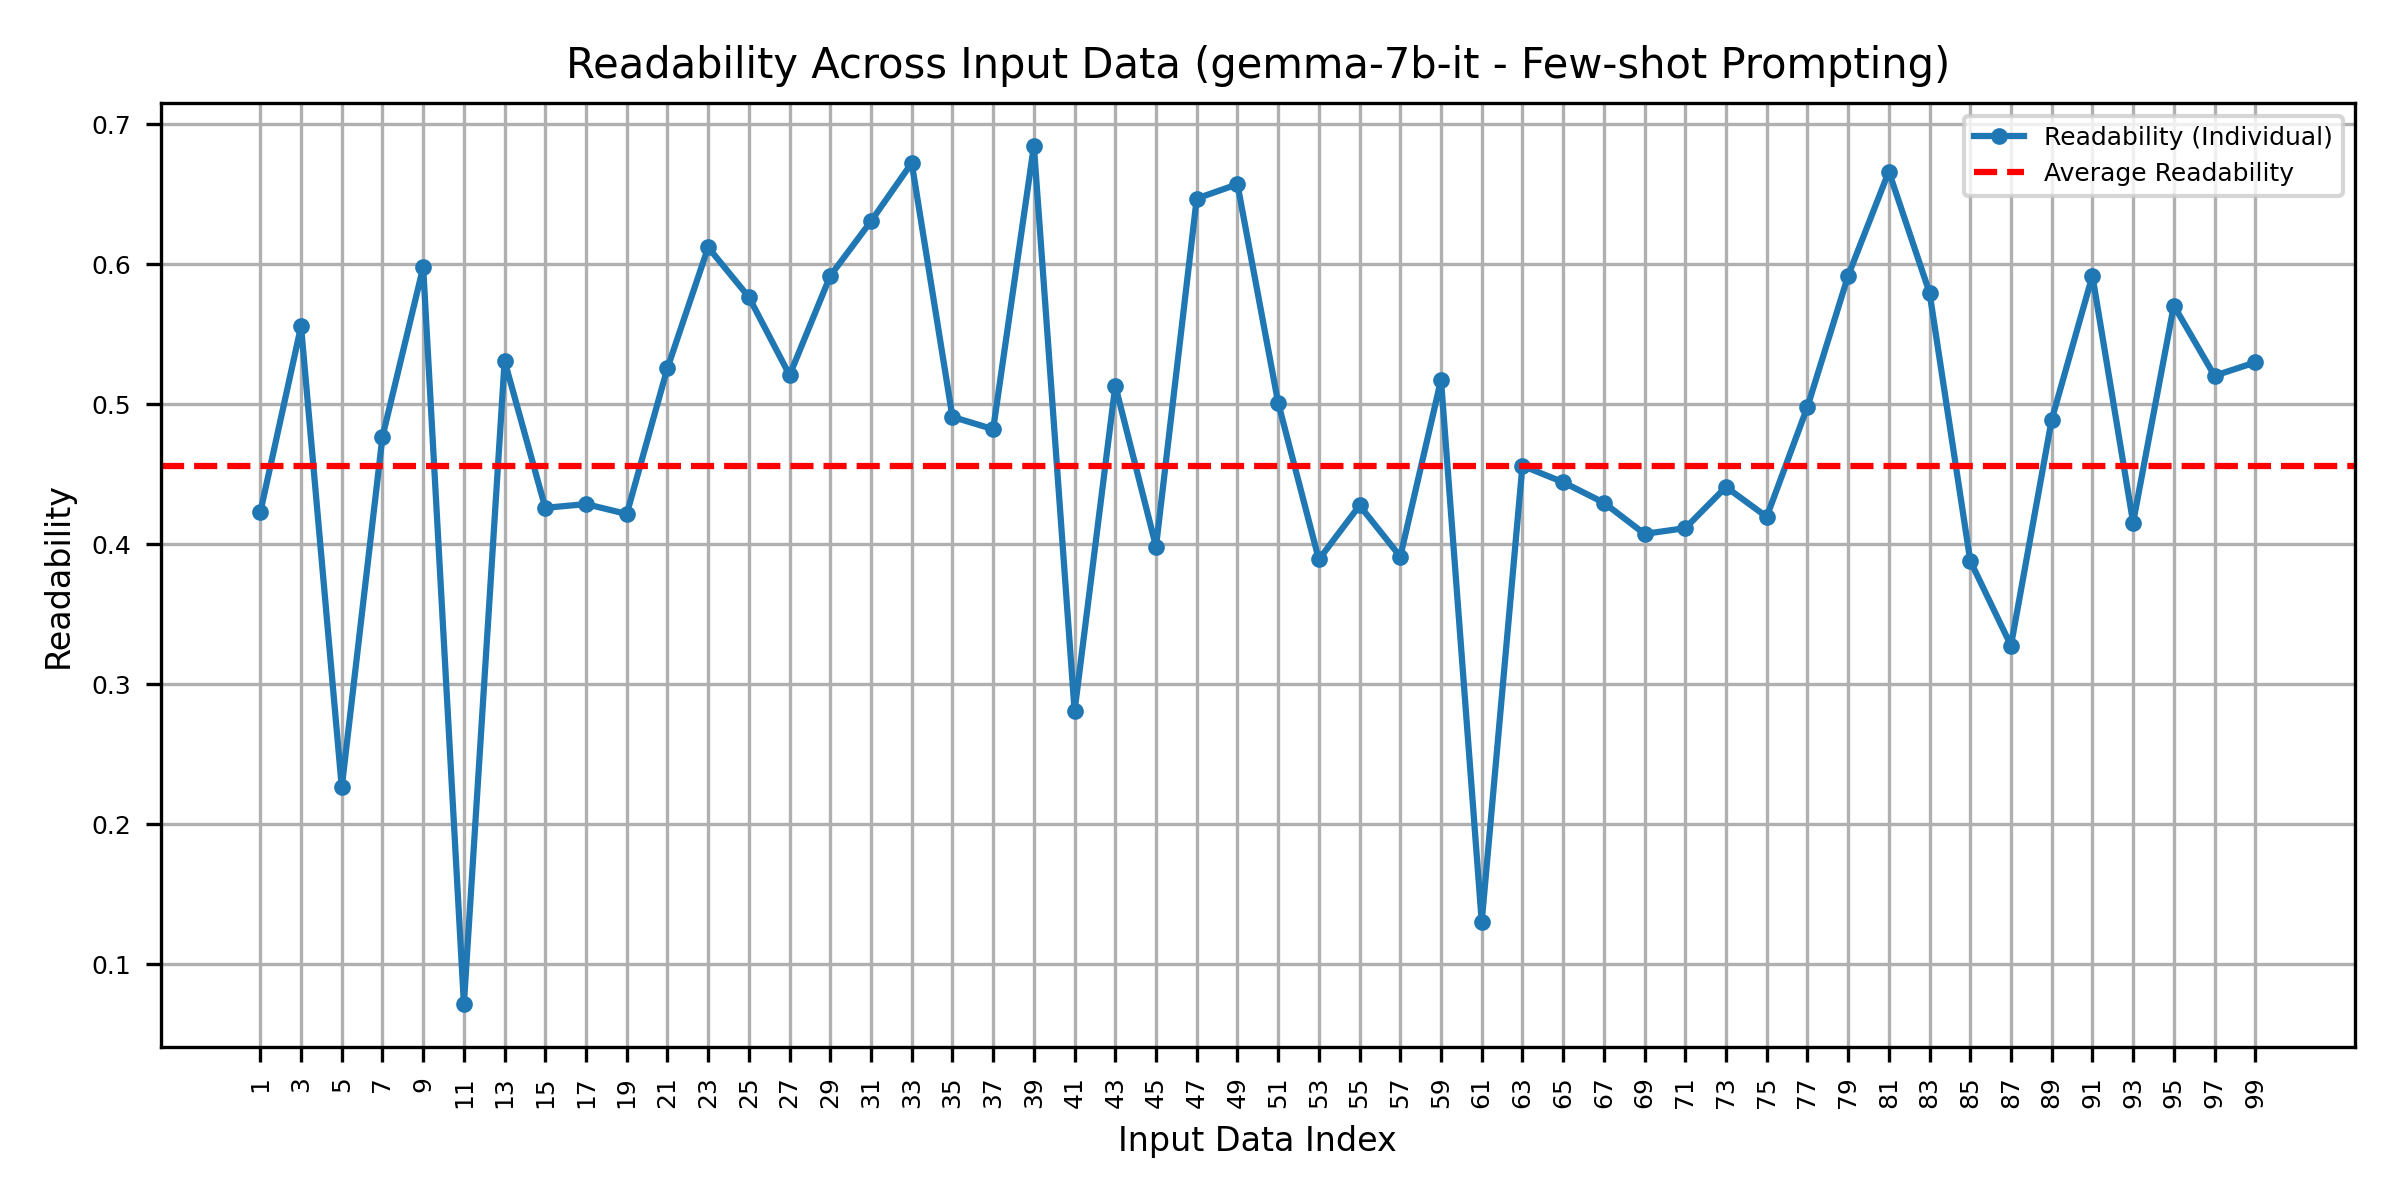 Readability Across Input Data (gemma-7b-it - Few-shot Prompting)
Readability (Individual)
Average Readability
Readability
0.7
0.6
0.5
0.4
0.3
0.2
0.1
1 3 5 7 9 11 13 15 17 19 21 23 25 27 29 31 33 35 37 39 41 43 45 47 49 51 53 55 57 59 61 63 65 67 69 71 73 75 77 79 81 83 85 87 89 91 93 95 97 99
Input Data Index